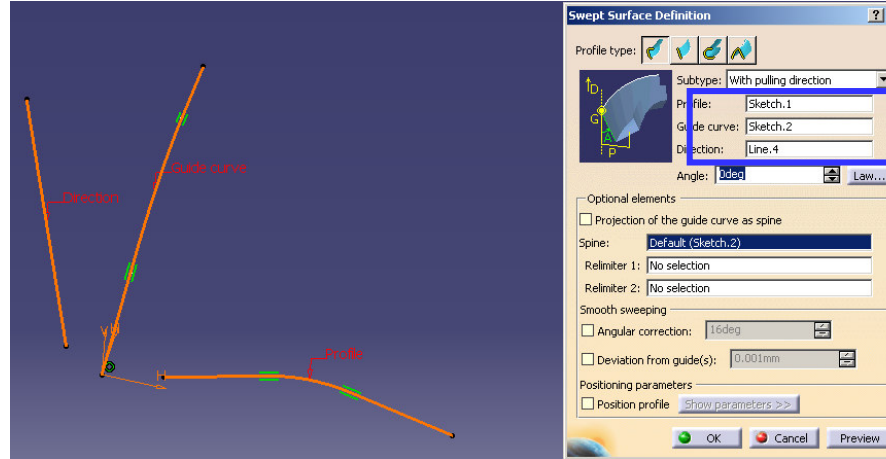 Swept Surface Definition
?
Profile type:
Subtype: With pulling direction
Profile: Sketch.1
Guide curve: Sketch.2
Direction: Line.4
Angle: 0deg Law...
D
G
A
P
Optional elements
Projection of the guide curve as spine
Spine: Default (Sketch.2)
Relimiter 1: No selection
Relimiter 2: No selection
Smooth sweeping
Angular correction: 16deg
Deviation from guide(s): 0.001mm
Positioning parameters
Position profile Show parameters >>
OK Cancel Preview
Guide curve
Direction
Profile
V
H
H